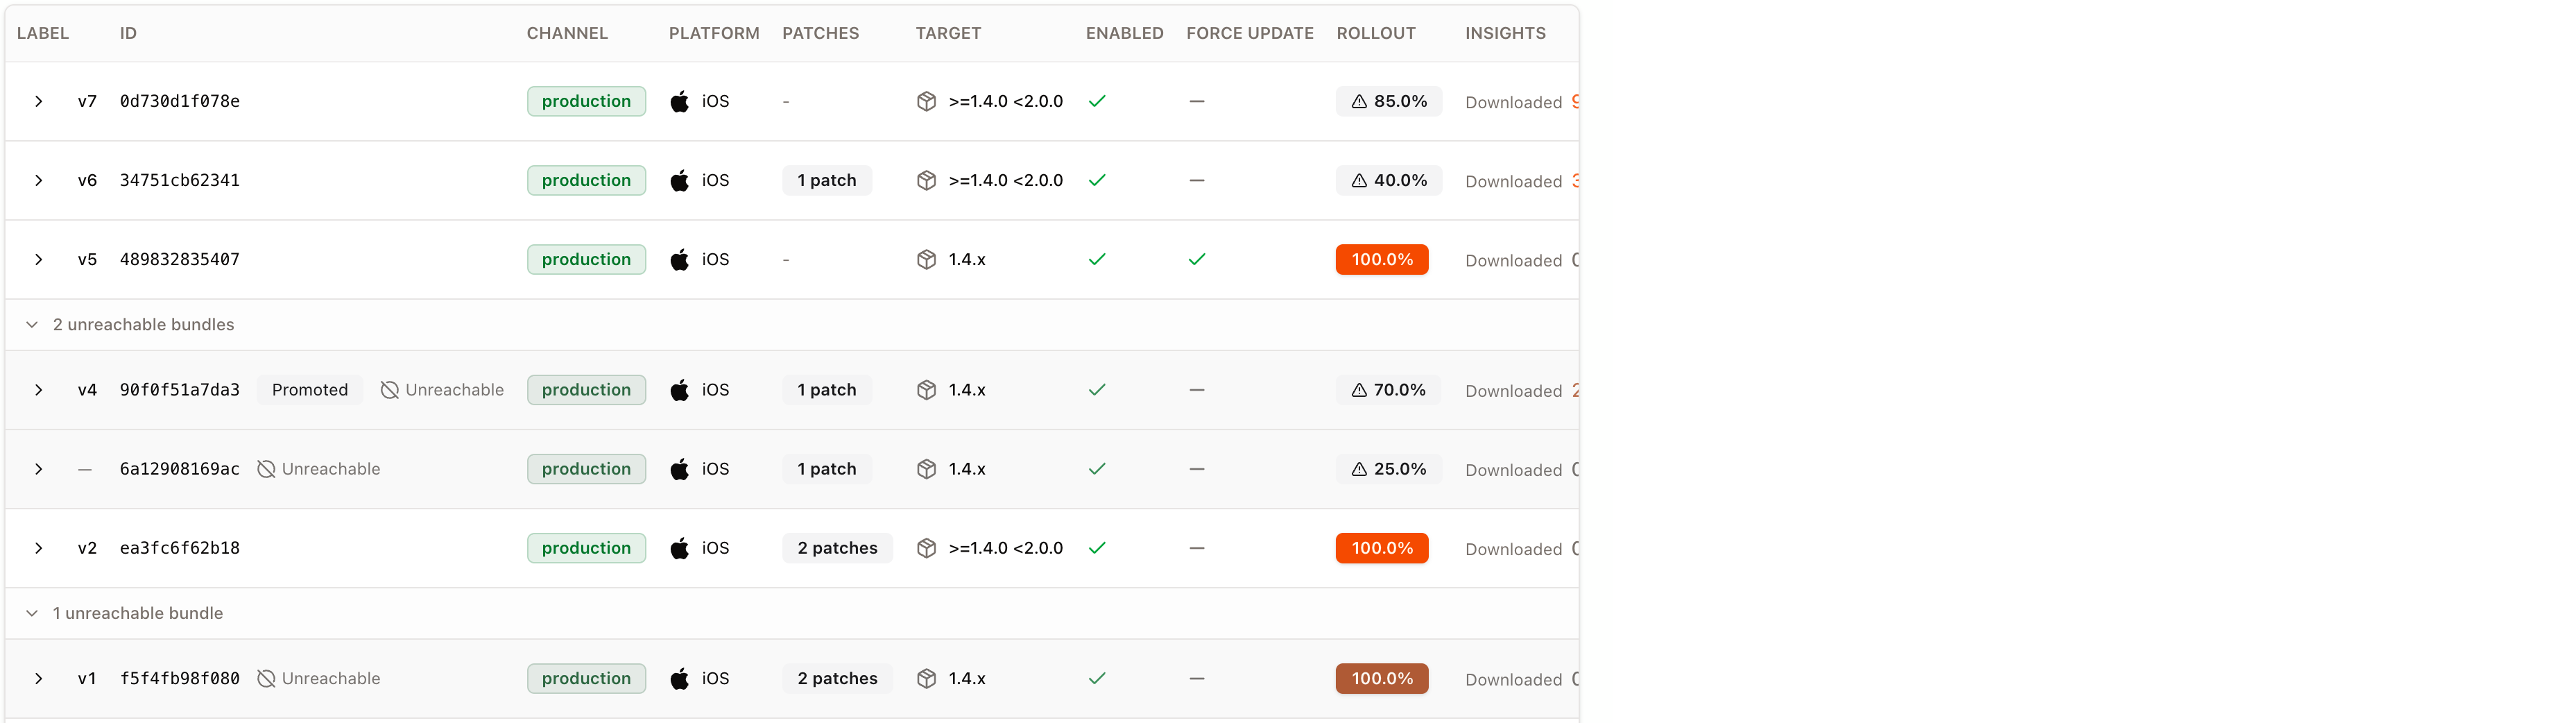 LABEL ID CHANNEL PLATFORM PATCHES TARGET ENABLED FORCE UPDATE ROLLOUT INSIGHTS
v7 0d730d1f078e production iOS - >=1.4.0 <2.0.0 — 85.0% Downloaded
v6 34751cb62341 production iOS 1 patch >=1.4.0 <2.0.0 — 40.0% Downloaded
v5 489832835407 production iOS - 1.4.x 100.0% Downloaded
2 unreachable bundles
v4 90f0f51a7da3 Promoted Unreachable production iOS 1 patch 1.4.x — 70.0% Downloaded
— 6a12908169ac Unreachable production iOS 1 patch 1.4.x — 25.0% Downloaded
v2 ea3fc6f62b18 production iOS 2 patches >=1.4.0 <2.0.0 — 100.0% Downloaded
1 unreachable bundle
v1 f5f4fb98f080 Unreachable production iOS 2 patches 1.4.x — 100.0% Downloaded